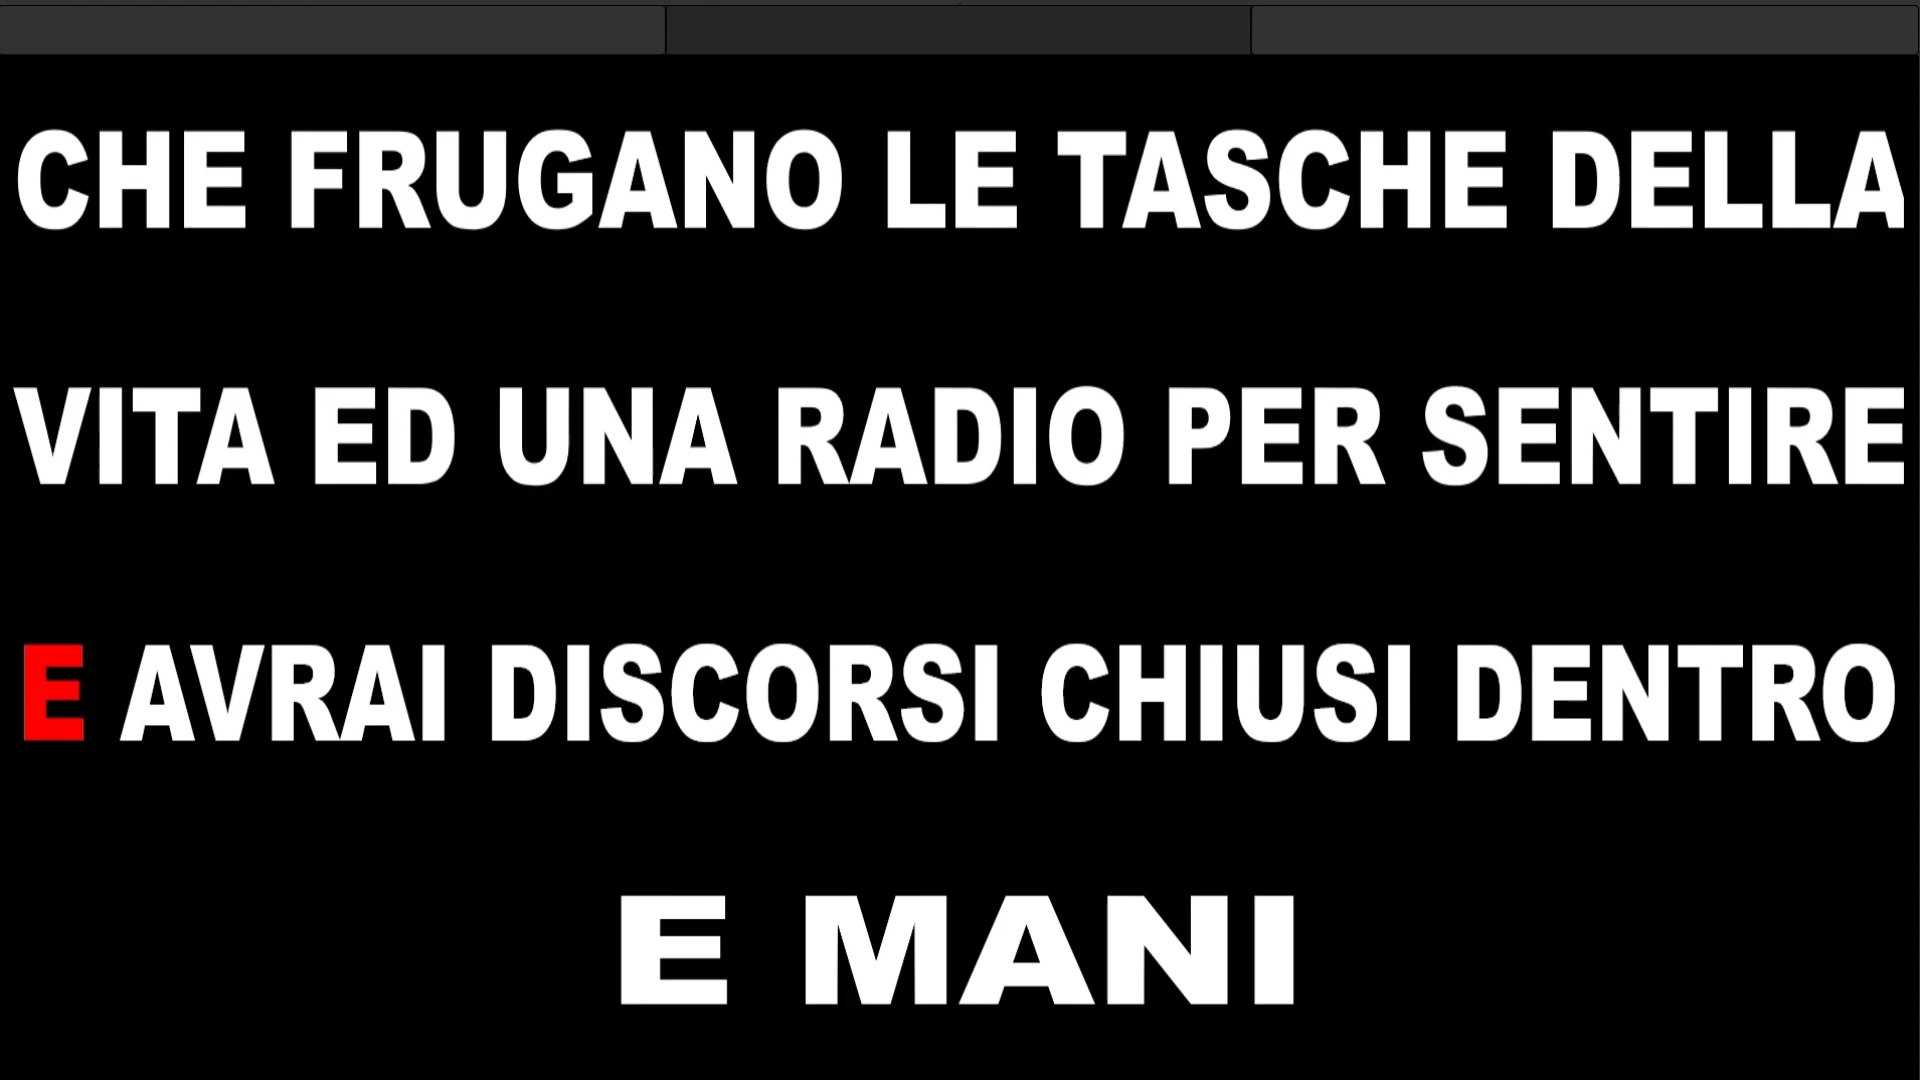 CHE FRUGANO LE TASCHE DELLA
VITA ED UNA RADIO PER SENTIRE
E AVRAI DISCORSI CHIUSI DENTRO
E MANI